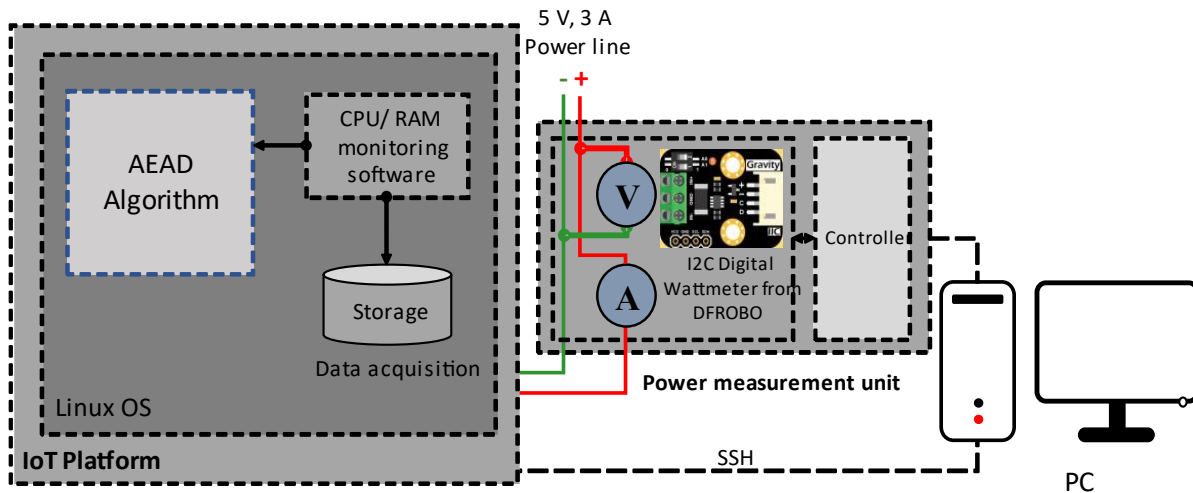 5 V, 3 A
Power line
- +
AEAD
Algorithm
CPU/ RAM
monitoring
software
Storage
Data acquisition
Linux OS
IoT Platform
V
A
Gravity
I2C Digital
Wattmeter from
DFROBO
Controlle
Power measurement unit
SSH
PC